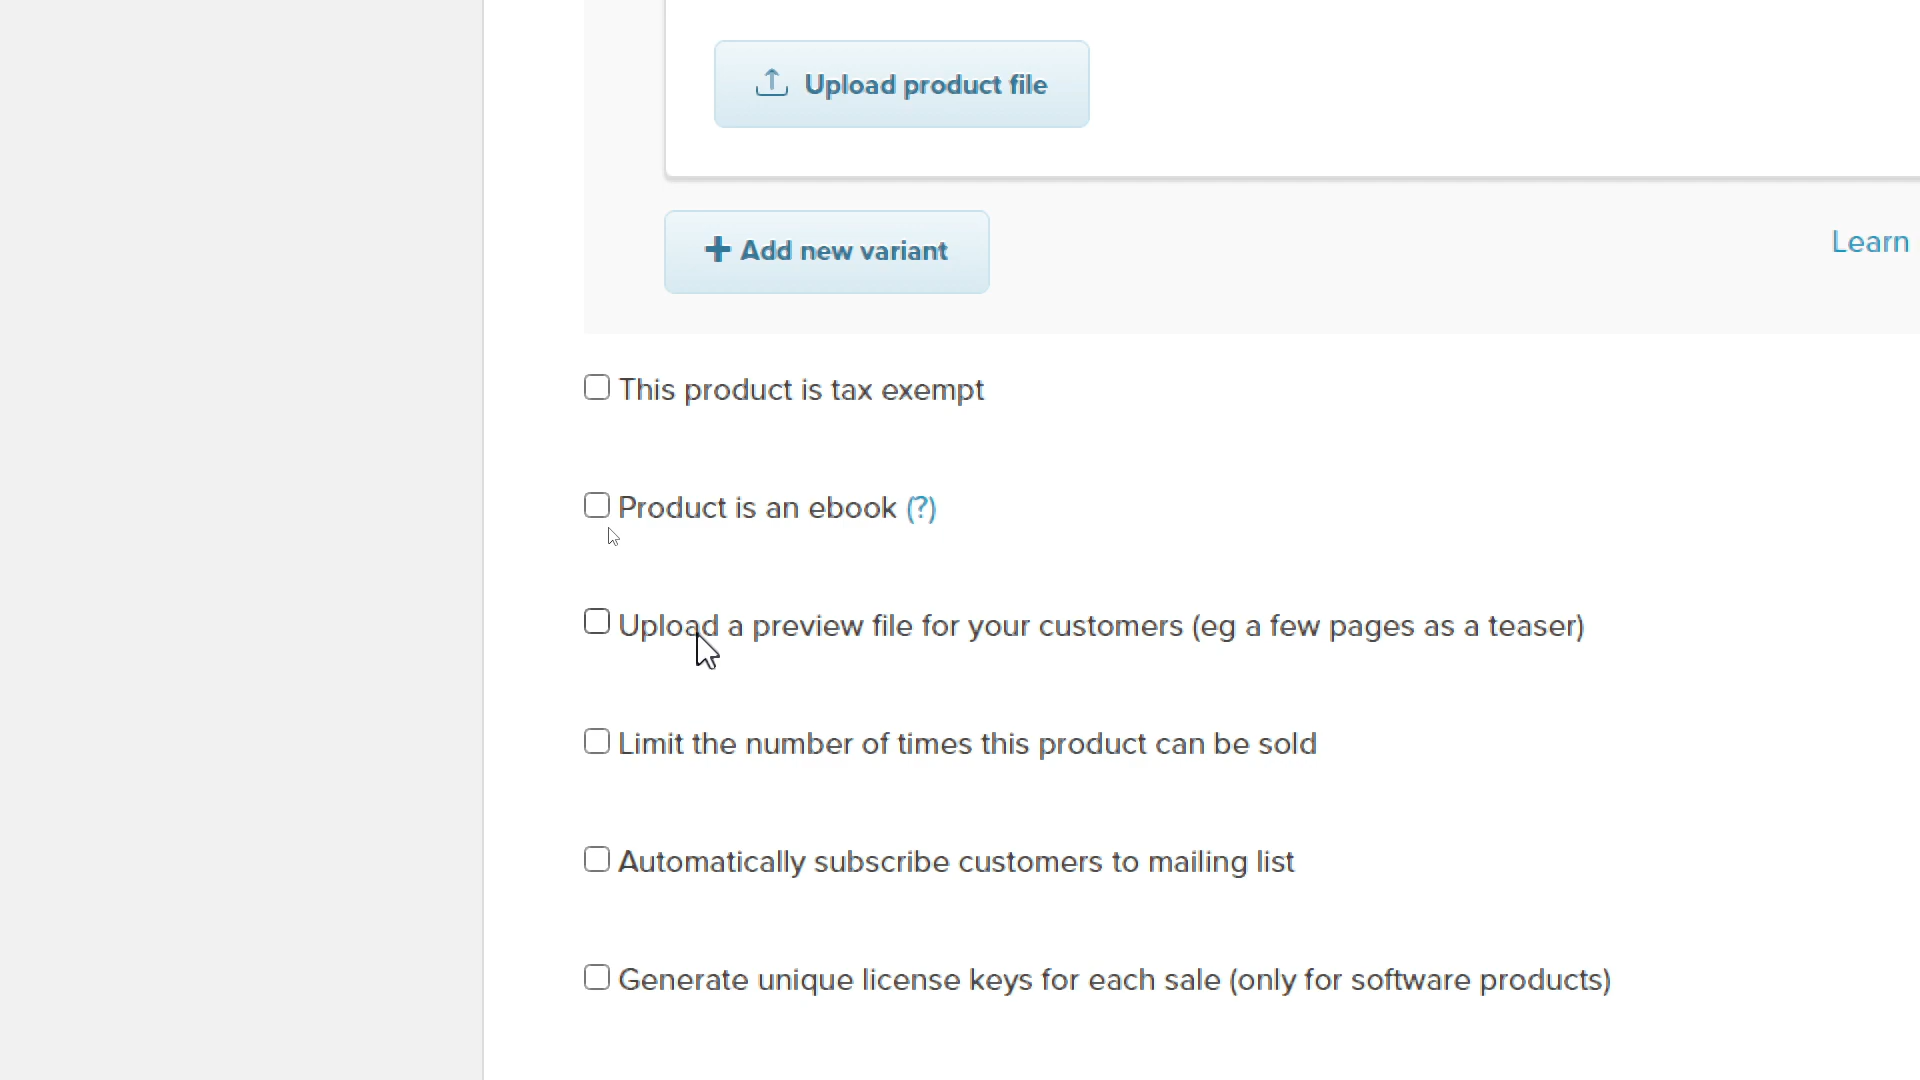 Upload product file
Add new variant
Learn
This product is tax exempt
Product is an ebook (?)
Upload a preview file for your customers (eg a few pages as a teaser)
Limit the number of times this product can be sold
Automatically subscribe customers to mailing list
Generate unique license keys for each sale (only for software products)